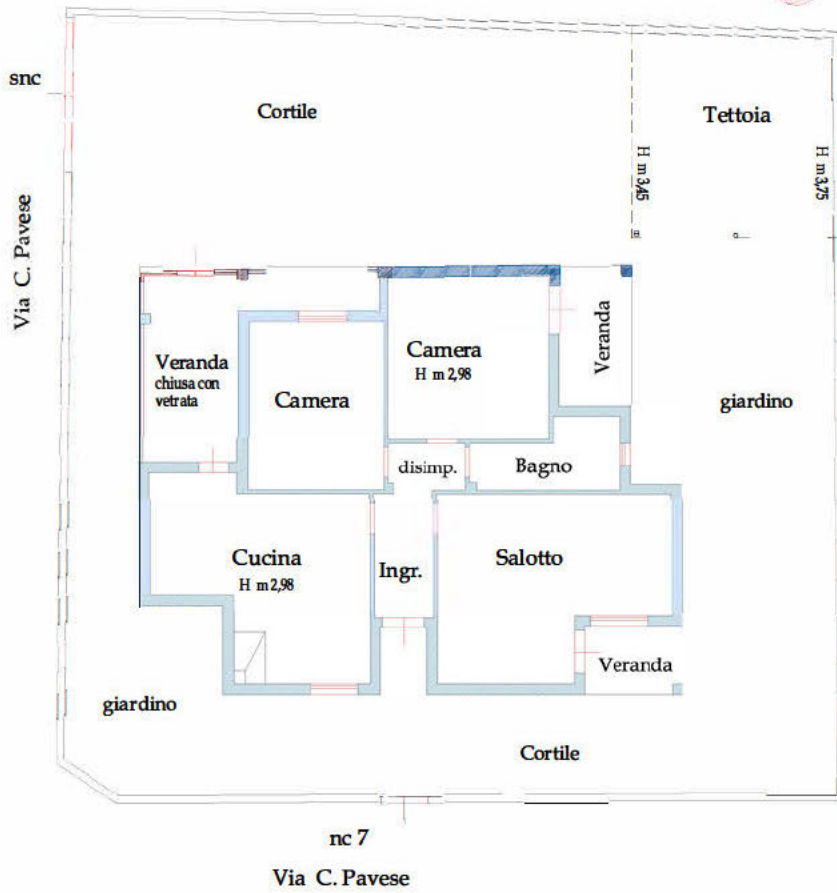 snc
Cortile
Tettoia
H m 3,45
H m 3,75
Via C. Pavese
Veranda
chiusa con
vetrata
Camera
Camera
H m 2,98
Veranda
giardino
disimp.
Bagno
Cucina
H m 2,98
Ingr.
Salotto
Veranda
giardino
Cortile
nc 7
Via C. Pavese